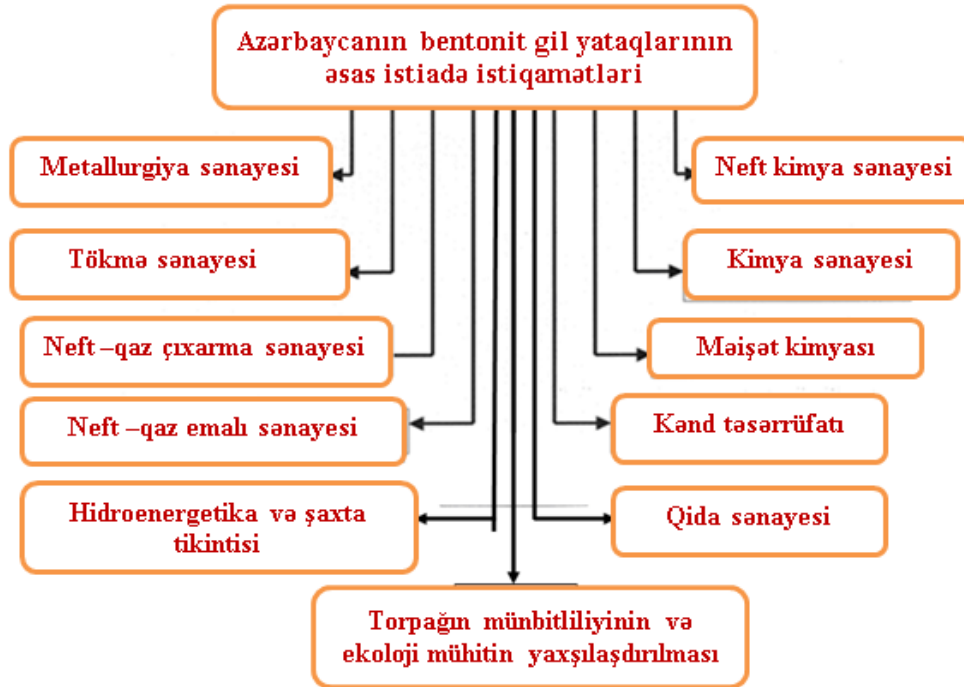 Azərbaycanın bentonit gil yataqlarının
əsas istiadə istiqamətləri
Metallurgiya sənayesi
Neft kimya sənayesi
Tökmə sənayesi
Kimya sənayesi
Neft –qaz çıxarma sənayesi
Məişət kimyası
Neft –qaz emalı sənayesi
Kənd təsərrüfatı
Hidroenergetika və şaxta
tikintisi
Qida sənayesi
Torpağın münbitliliyinin və
ekoloji mühitin yaxşılaşdırılması